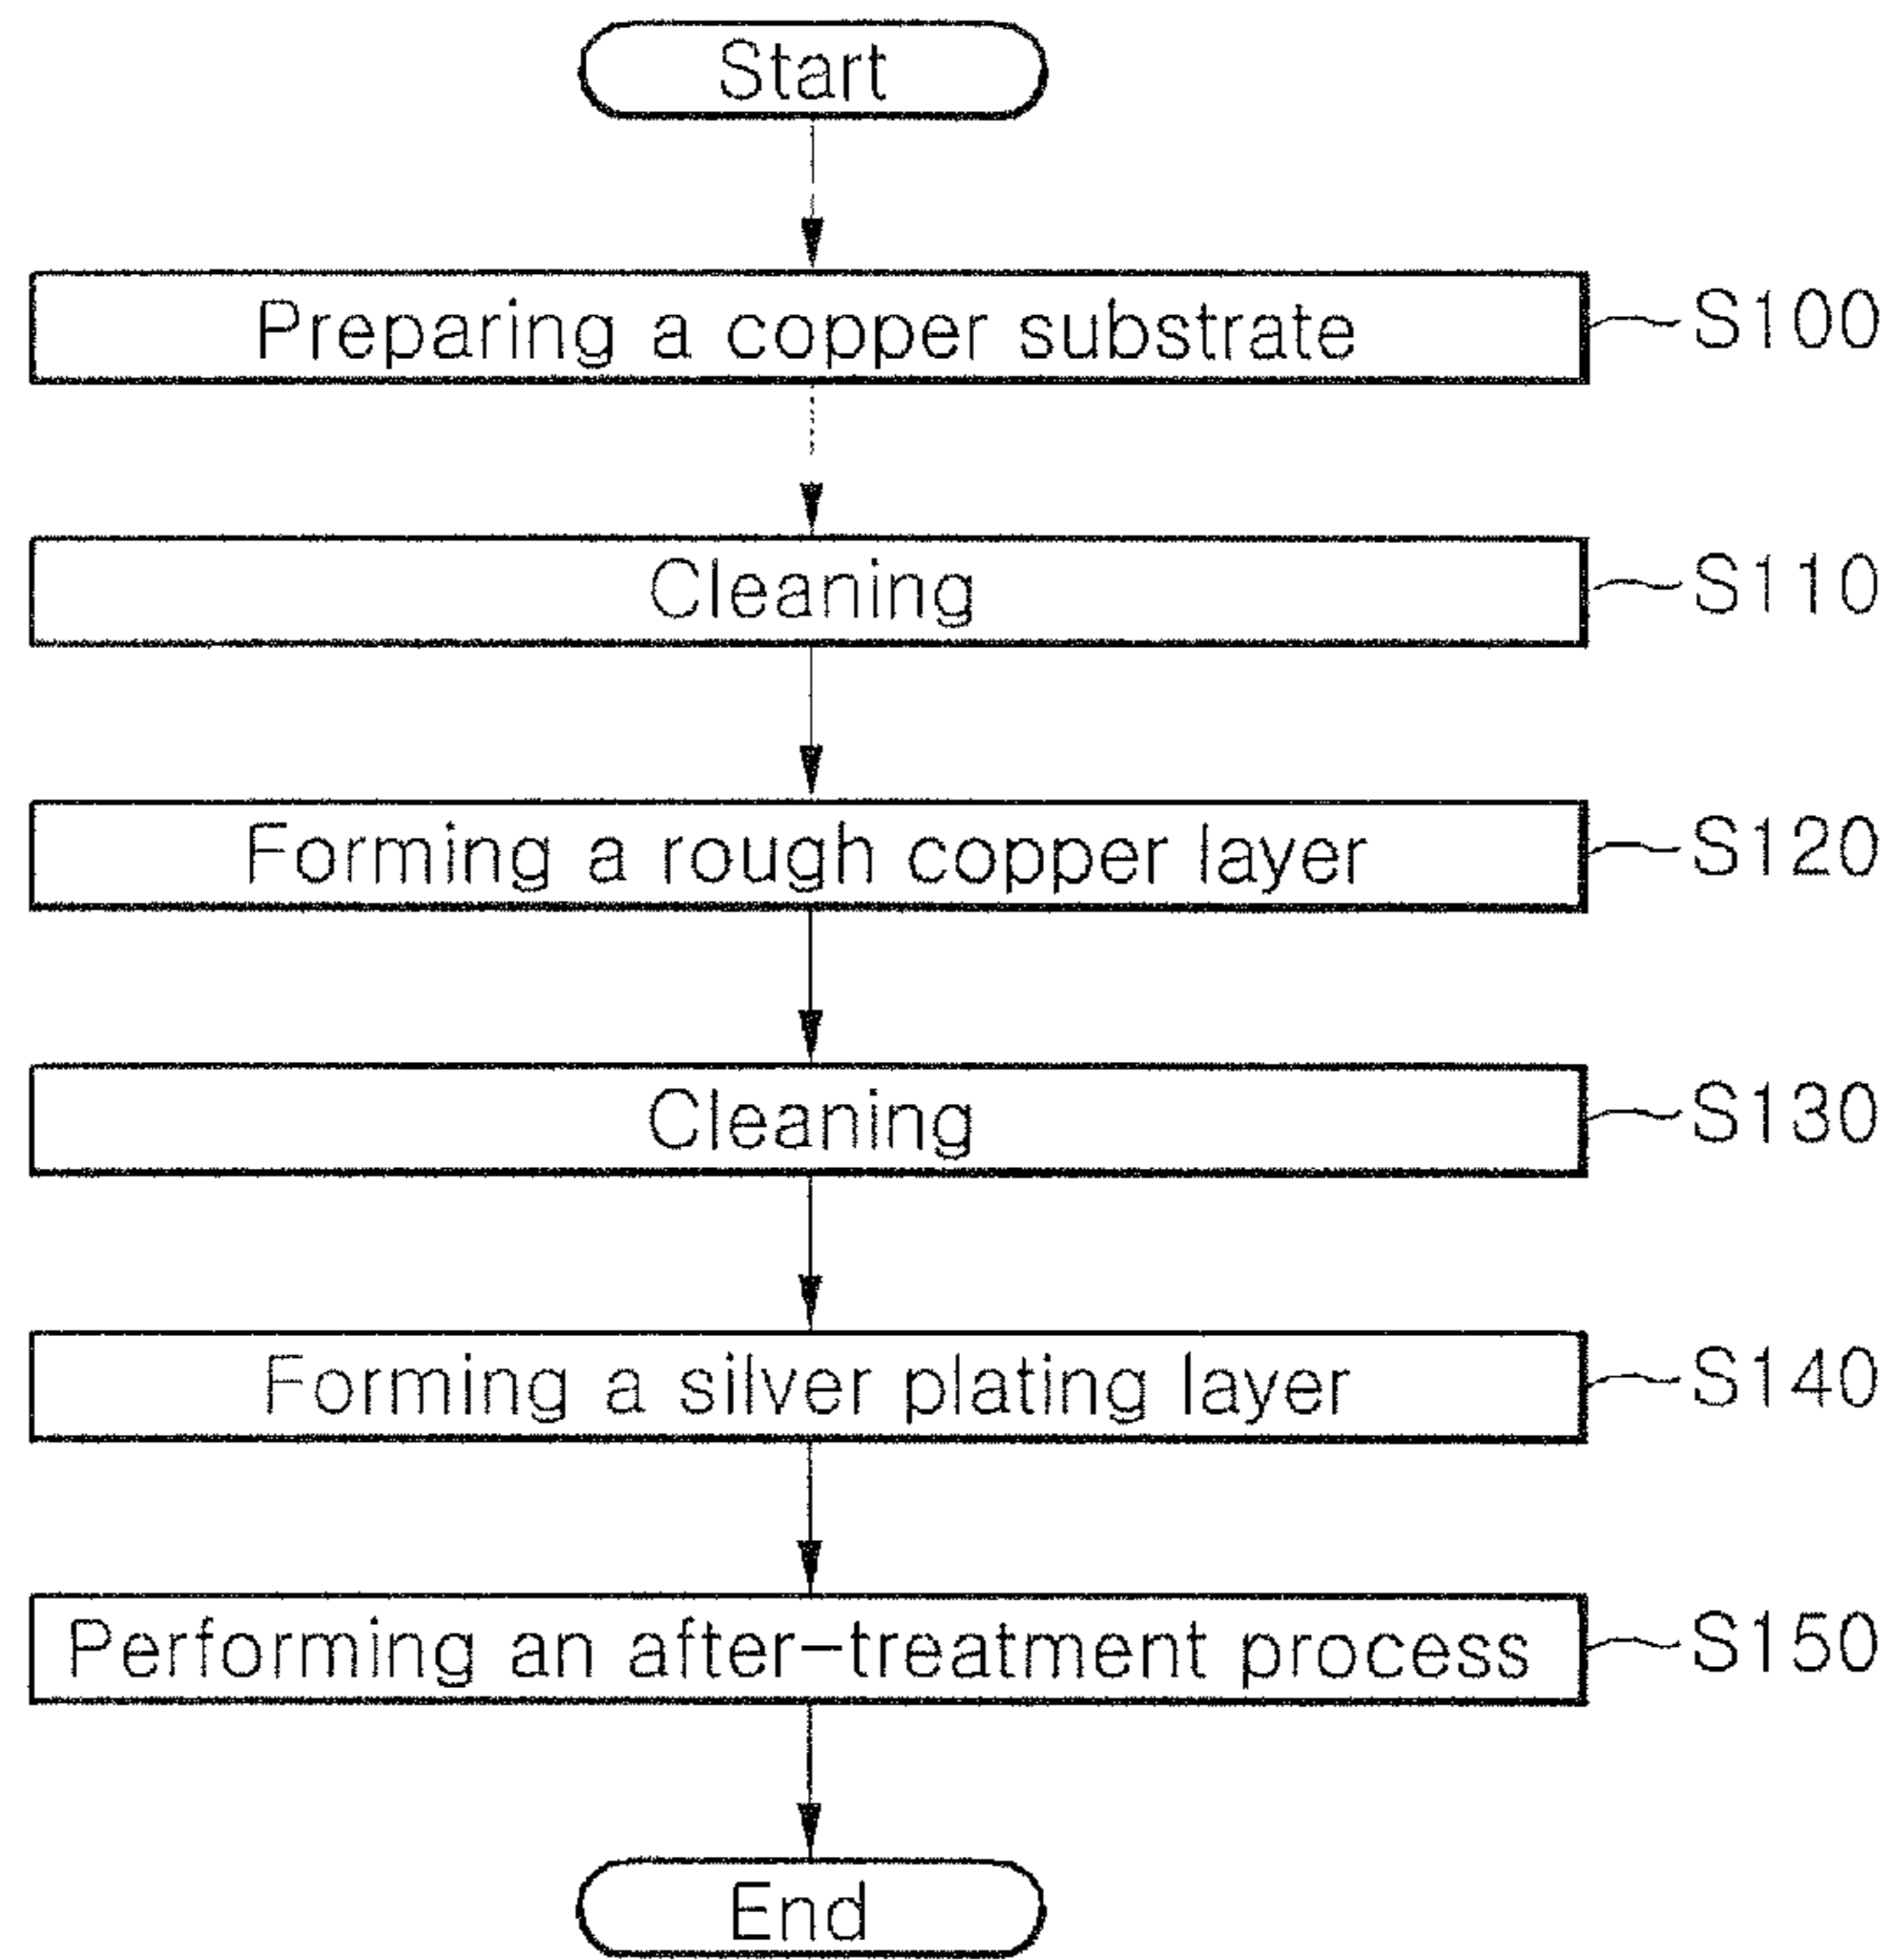 Start
Preparing a copper substrate S100
Cleaning S110
Forming a rough copper layer S120
Cleaning S130
Forming a silver plating layer S140
Performing an after-treatment process S150
End